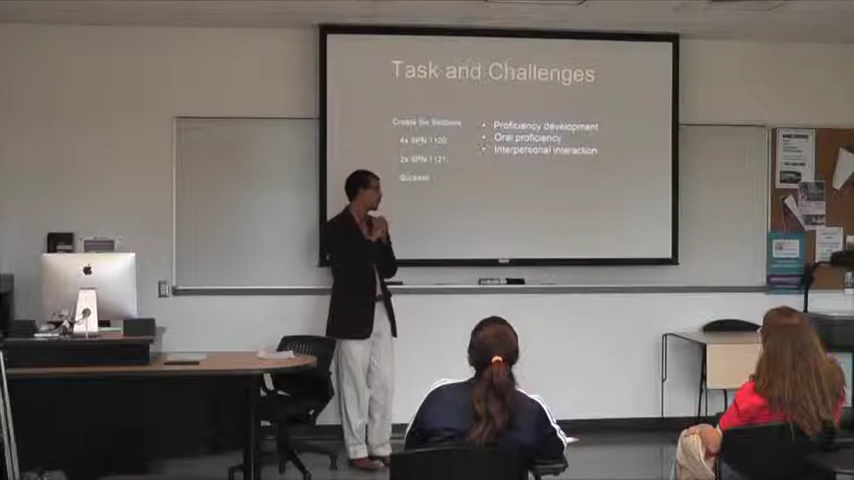 Task and Challenges
Create Six Sections
4x SPN 1120
2x SPN 1121
Success!
• Proficiency development
• Oral proficiency
• Interpersonal interaction